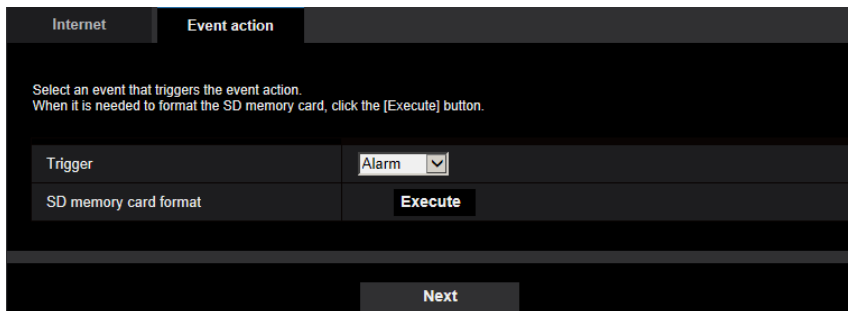 Internet Event action
Select an event that triggers the event action.
When it is needed to format the SD memory card, click the [Execute] button.
Trigger Alarm
SD memory card format Execute
Next